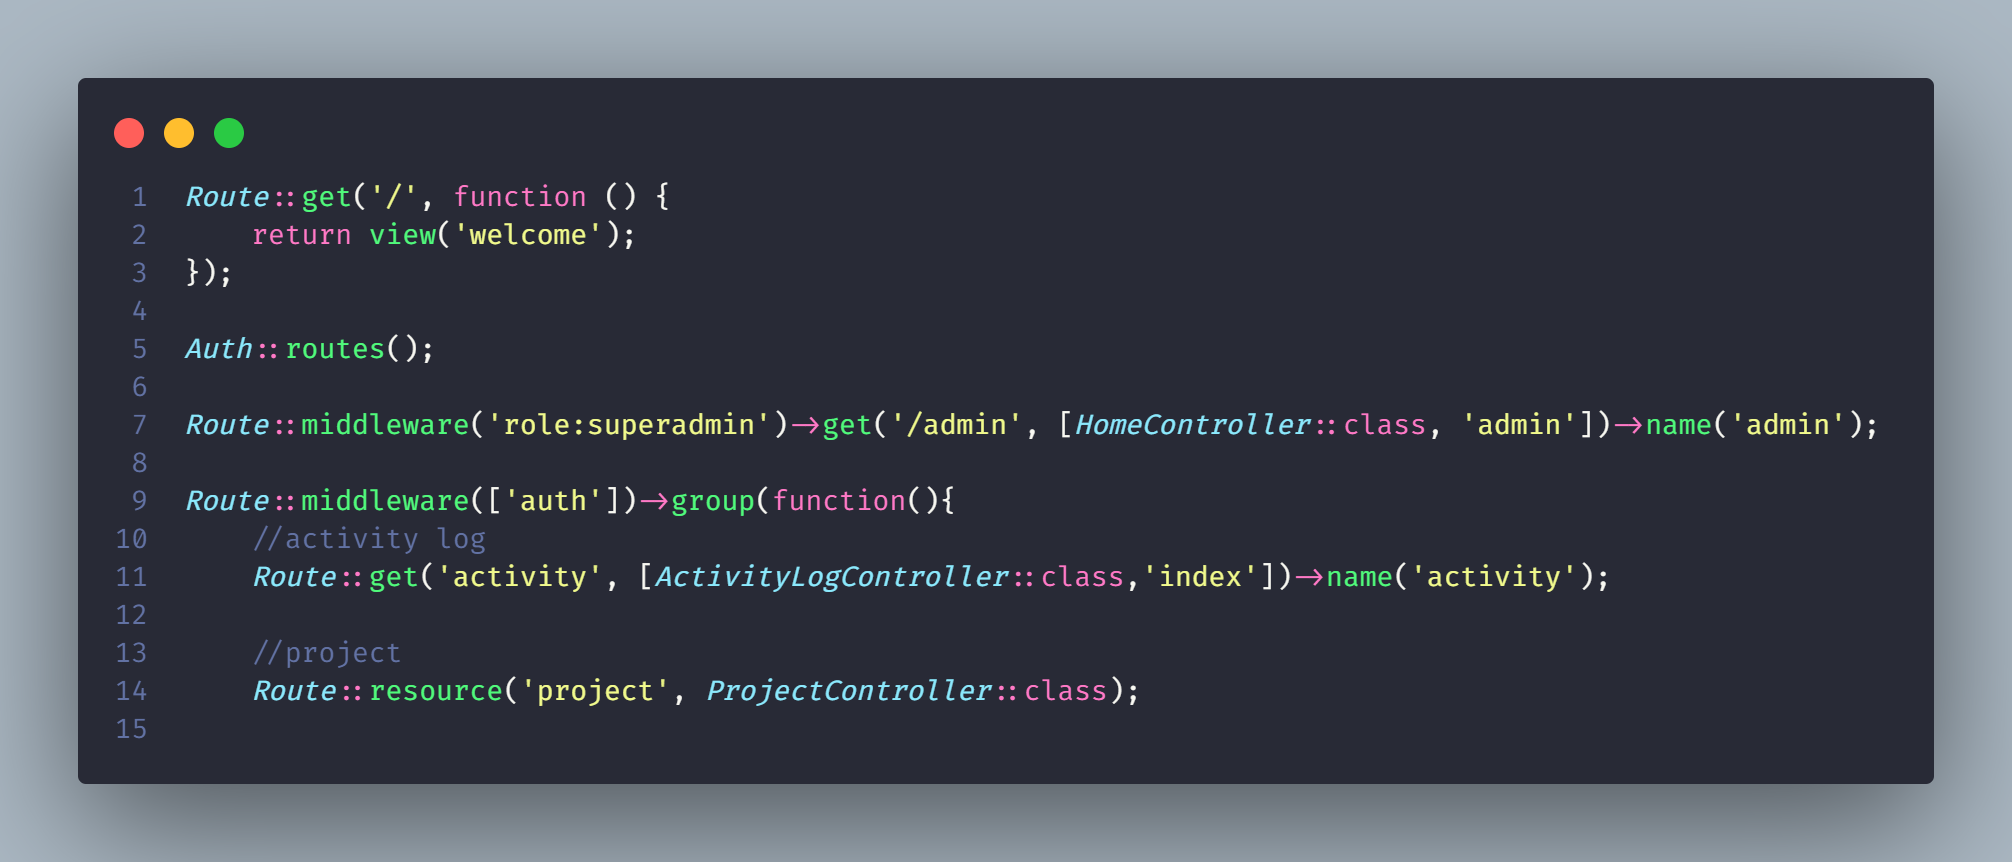 1 Route::get('/', function () {
2     return view('welcome');
3 });
4
5 Auth::routes();
6
7 Route::middleware('role:superadmin')->get('/admin', [HomeController::class, 'admin'])->name('admin');
8
9 Route::middleware(['auth'])->group(function(){
10     //activity log
11     Route::get('activity', [ActivityLogController::class,'index'])->name('activity');
12
13     //project
14     Route::resource('project', ProjectController::class);
15